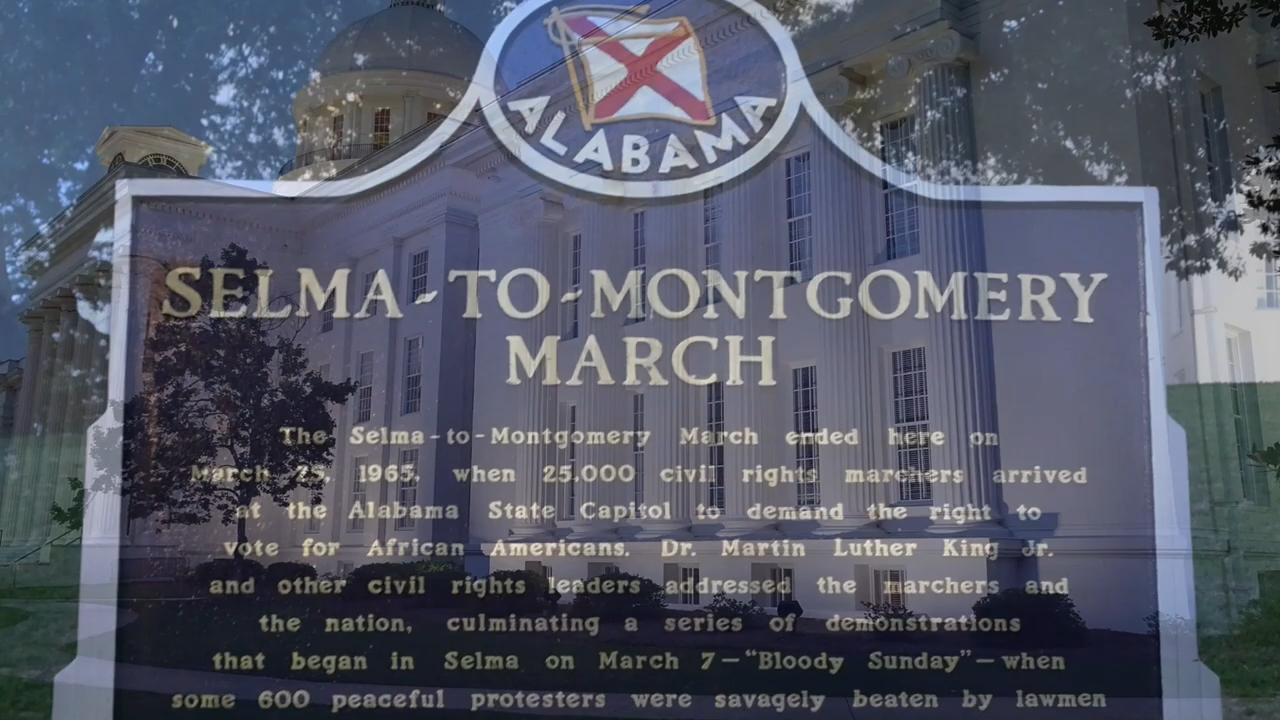 ALABAMA
SELMA-TO-MONTGOMERY
MARCH
The Selma-to-Montgomery March ended here on
March 25, 1965, when 25,000 civil rights marchers arrived
at the Alabama State Capitol to demand the right to
vote for African Americans. Dr. Martin Luther King Jr.
and other civil rights leaders addressed the marchers and
the nation, culminating a series of demonstrations
that began in Selma on March 7—“Bloody Sunday”—when
some 600 peaceful protesters were savagely beaten by lawmen